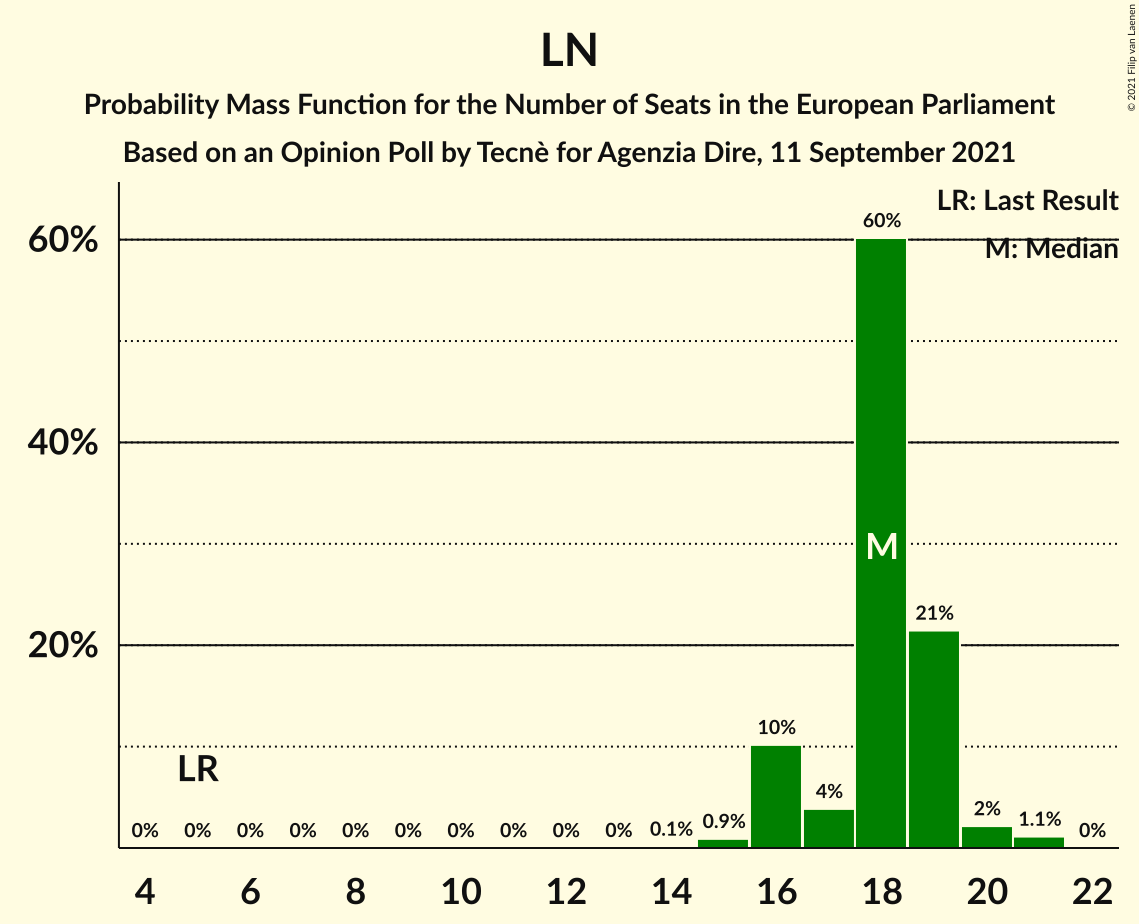 LN
Probability Mass Function for the Number of Seats in the European Parliament
Based on an Opinion Poll by Tecnè for Agenzia Dire, 11 September 2021
© 2021 Filip van Laenen
LR: Last Result
M: Median
60%
40%
20%
60%
M
21%
10%
4%
LR
0% 0% 0% 0% 0% 0% 0% 0% 0% 0% 0.1% 0.9% 2% 1.1% 0%
4 6 8 10 12 14 16 18 20 22